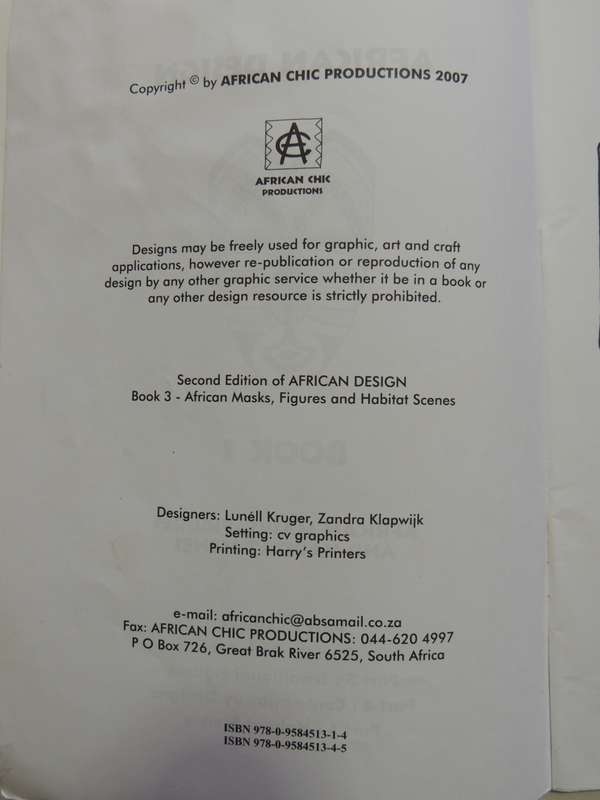 Copyright © by AFRICAN CHIC PRODUCTIONS 2007
AC
AFRICAN CHIC
PRODUCTIONS
Designs may be freely used for graphic, art and craft
applications, however re-publication or reproduction of any
design by any other graphic service whether it be in a book or
any other design resource is strictly prohibited.
Second Edition of AFRICAN DESIGN
Book 3 - African Masks, Figures and Habitat Scenes
Designers: Lunéll Kruger, Zandra Klapwijk
Setting: cv graphics
Printing: Harry's Printers
e-mail: africanchic@absamail.co.za
Fax: AFRICAN CHIC PRODUCTIONS: 044-620 4997
P O Box 726, Great Brak River 6525, South Africa
ISBN 978-0-9584513-1-4
ISBN 978-0-9584513-4-5